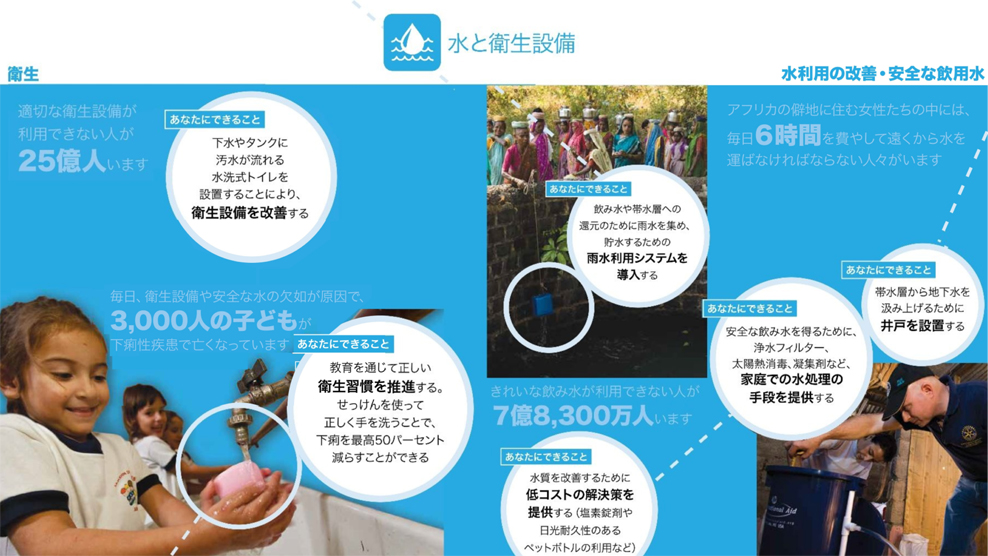 水と衛生設備
衛生
水利用の改善・安全な飲用水
適切な衛生設備が
利用できない人が
25億人います
あなたにできること
下水やタンクに
汚水が流れる
水洗式トイレを
設置することにより、
衛生設備を改善する
毎日、衛生設備や安全な水の欠如が原因で、
3,000人の子どもが
下痢性疾患で亡くなっています
あなたにできること
教育を通じて正しい
衛生習慣を推進する。
せっけんを使って
正しく手を洗うことで、
下痢を最高50パーセント
減らすことができる
アフリカの僻地に住む女性たちの中には、
毎日6時間を費やして遠くから水を
運ばなければならない人々がいます
あなたにできること
飲み水や帯水層への
還元のために雨水を集め、
貯水するための
雨水利用システムを
導入する
あなたにできること
帯水層から地下水を
汲み上げるために
井戸を設置する
あなたにできること
安全な飲み水を得るために、
浄水フィルター、
太陽熱消毒、凝集剤など、
家庭での水処理の
手段を提供する
きれいな飲み水が利用できない人が
7億8,300万人います
あなたにできること
水質を改善するために
低コストの解決策を
提供する（塩素錠剤や
日光耐久性のある
ペットボトルの利用など）